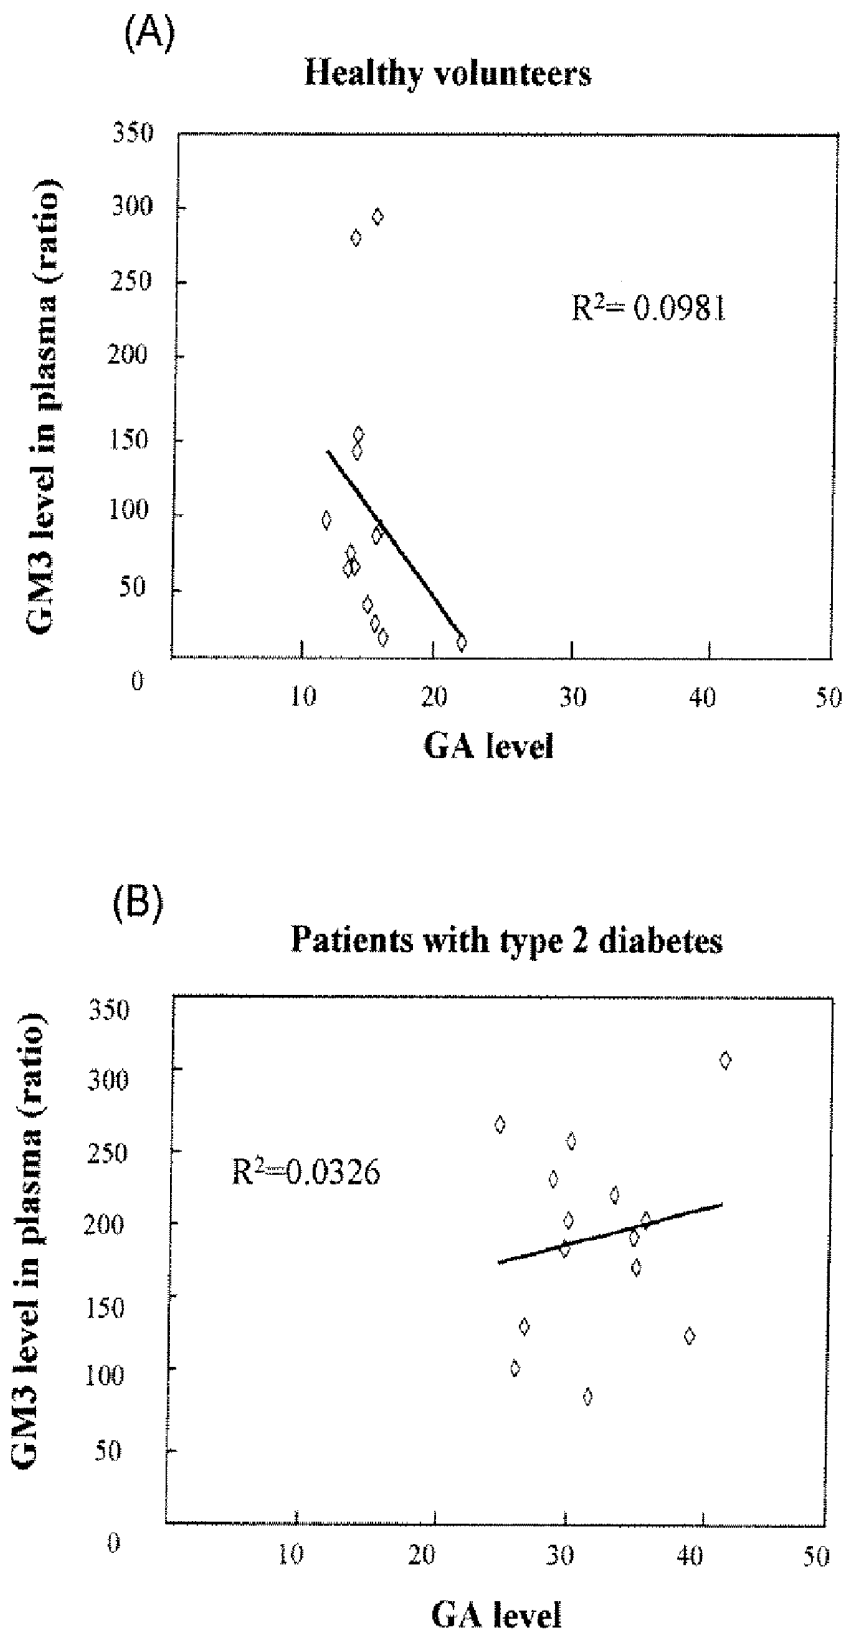 (A)
Healthy volunteers
GM3 level in plasma (ratio)
350
300
250
200
150
100
50
0
R²= 0.0981
10 20 30 40 50
GA level
(B)
Patients with type 2 diabetes
GM3 level in plasma (ratio)
350
300
250
200
150
100
50
0
R²=0.0326
10 20 30 40 50
GA level